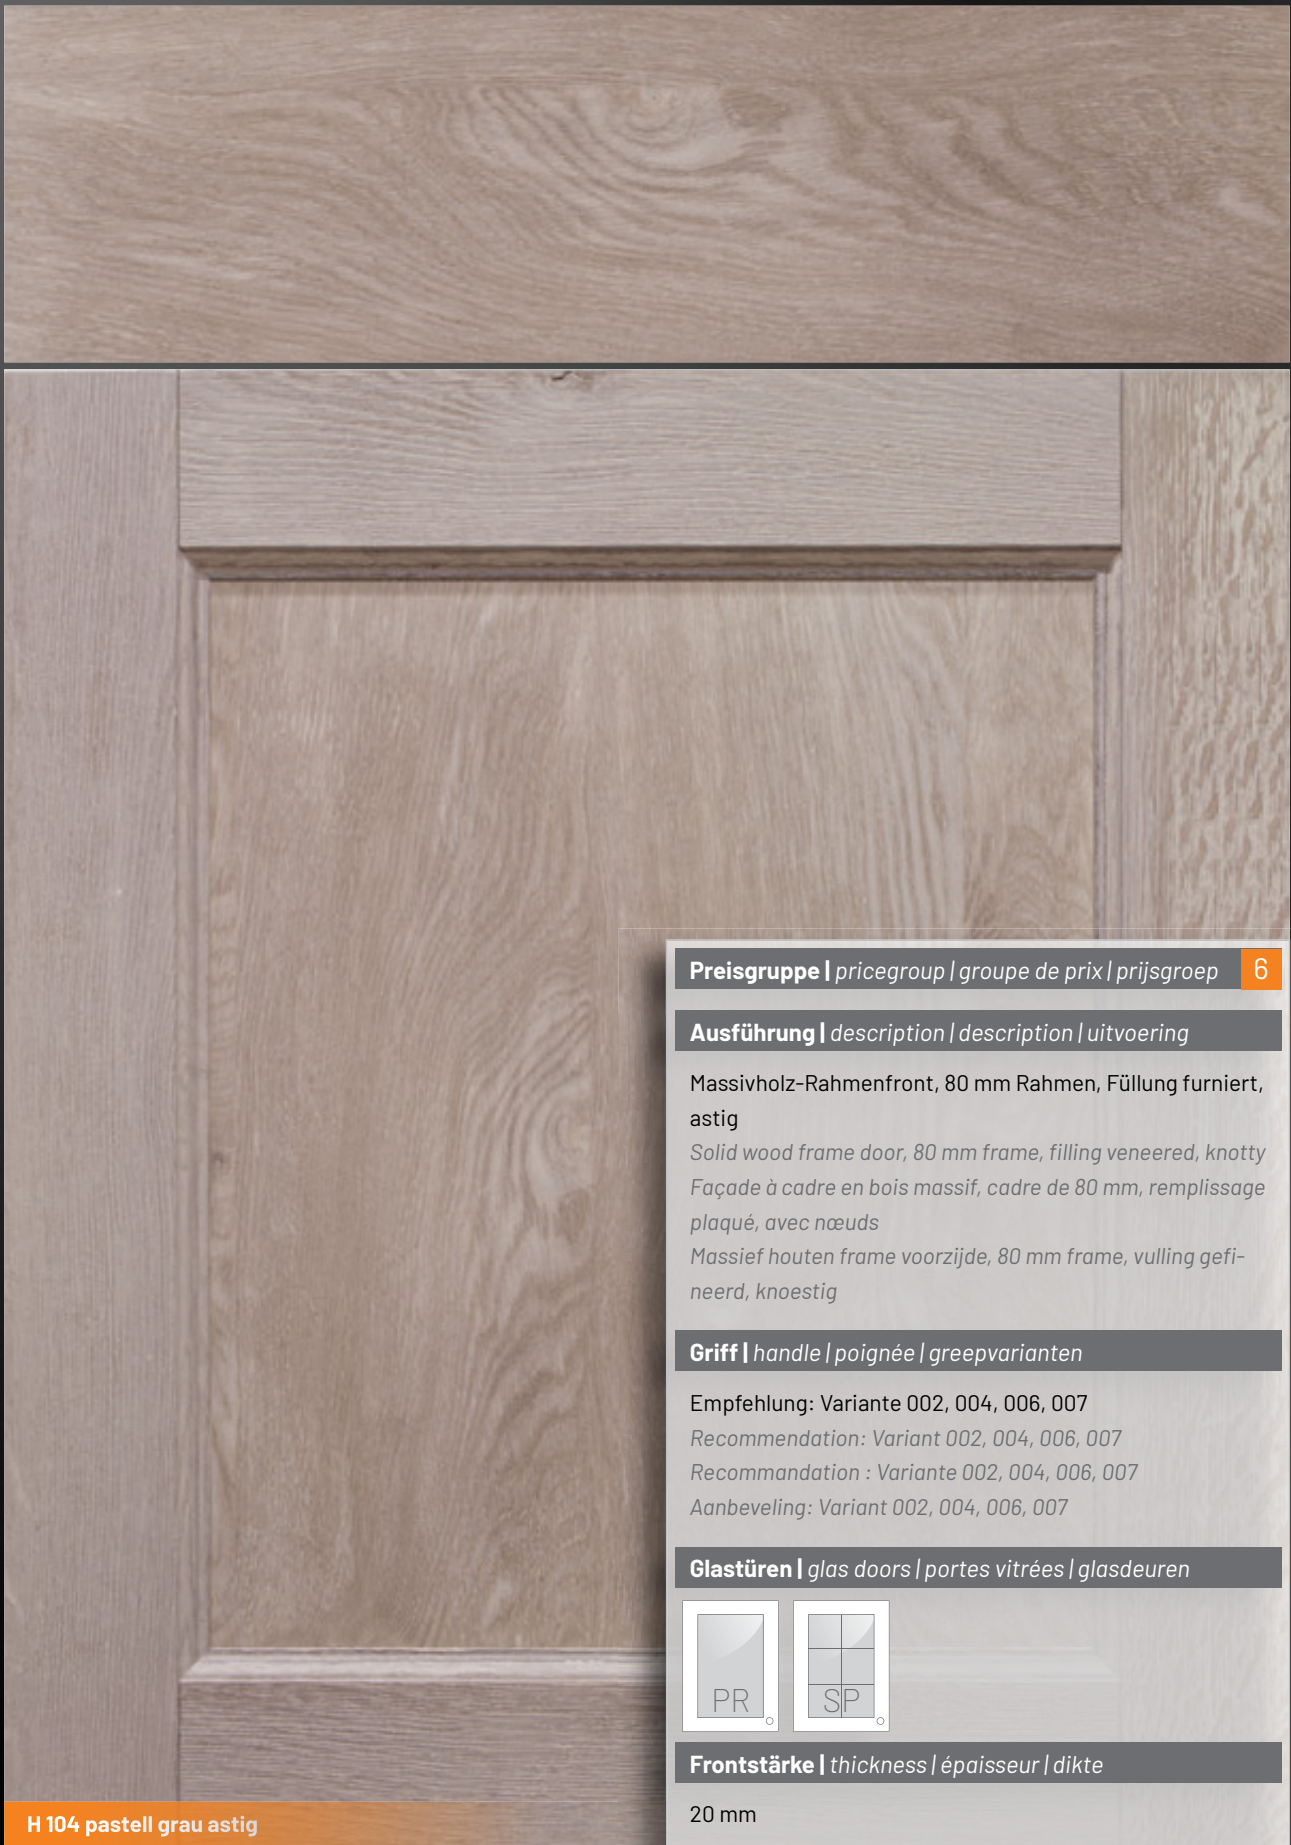 Preisgruppe | pricegroup | groupe de prix | prijsgroep 6
Ausführung | description | description | uitvoering
Massivholz-Rahmenfront, 80 mm Rahmen, Füllung furniert,
astig
Solid wood frame door, 80 mm frame, filling veneered, knotty
Façade à cadre en bois massif, cadre de 80 mm, remplissage
plaqué, avec nœuds
Massief houten frame voorzijde, 80 mm frame, vulling gefi-
neerd, knoestig
Griff | handle | poignée | greepvarianten
Empfehlung: Variante 002, 004, 006, 007
Recommendation: Variant 002, 004, 006, 007
Recommandation : Variante 002, 004, 006, 007
Aanbeveling: Variant 002, 004, 006, 007
Glastüren | glas doors | portes vitrées | glasdeuren
PR SP
Frontstärke | thickness | épaisseur | dikte
20 mm
H 104 pastell grau astig